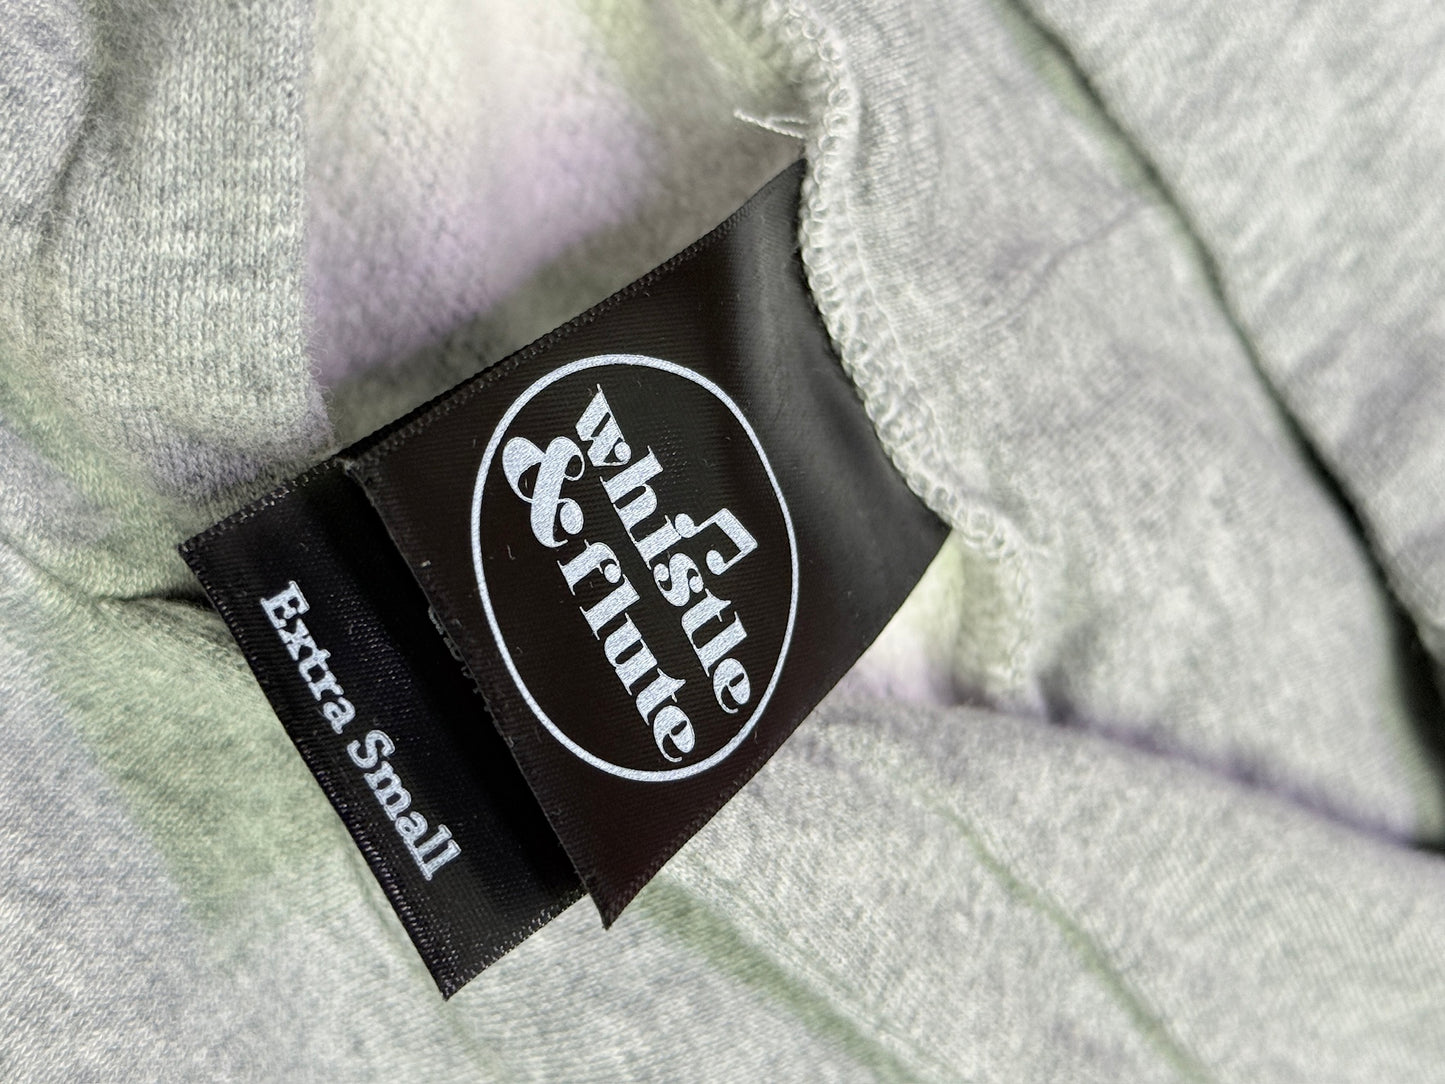 whistle
& flute
Extra Small